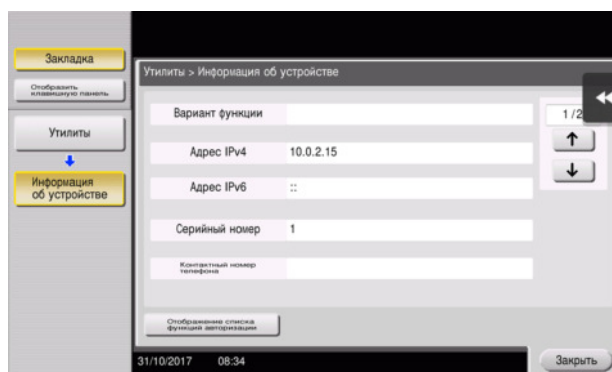 Закладка
Отобразить
клавишную панель
Утилиты
Информация
об устройстве
Утилиты > Информация об устройстве
Вариант функции
1/2
Адрес IPv4 10.0.2.15
Адрес IPv6 ::
Серийный номер 1
Контактный номер
телефона
Отображение списка
функций авторизации
31/10/2017 08:34
Закрыть